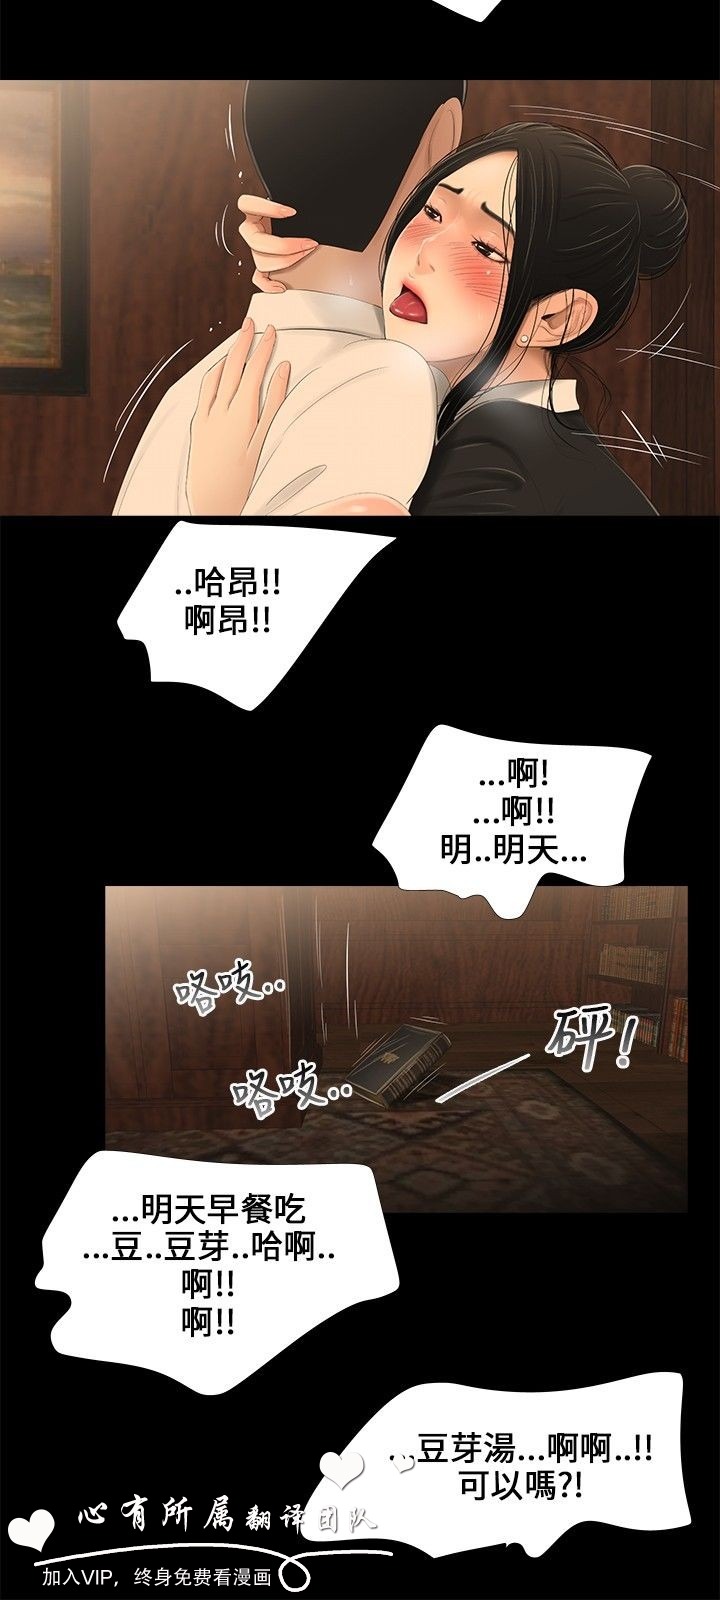 ..哈昂!!
啊昂!!
...啊!
...啊!!
明..明天...
咯吱..
砰!
咯吱..
...明天早餐吃
...豆..豆芽..哈啊..
啊!!
啊!!
...豆芽湯...啊啊..!!
可以嗎?!
心有所属翻译团队
加入VIP，终身免费看漫画